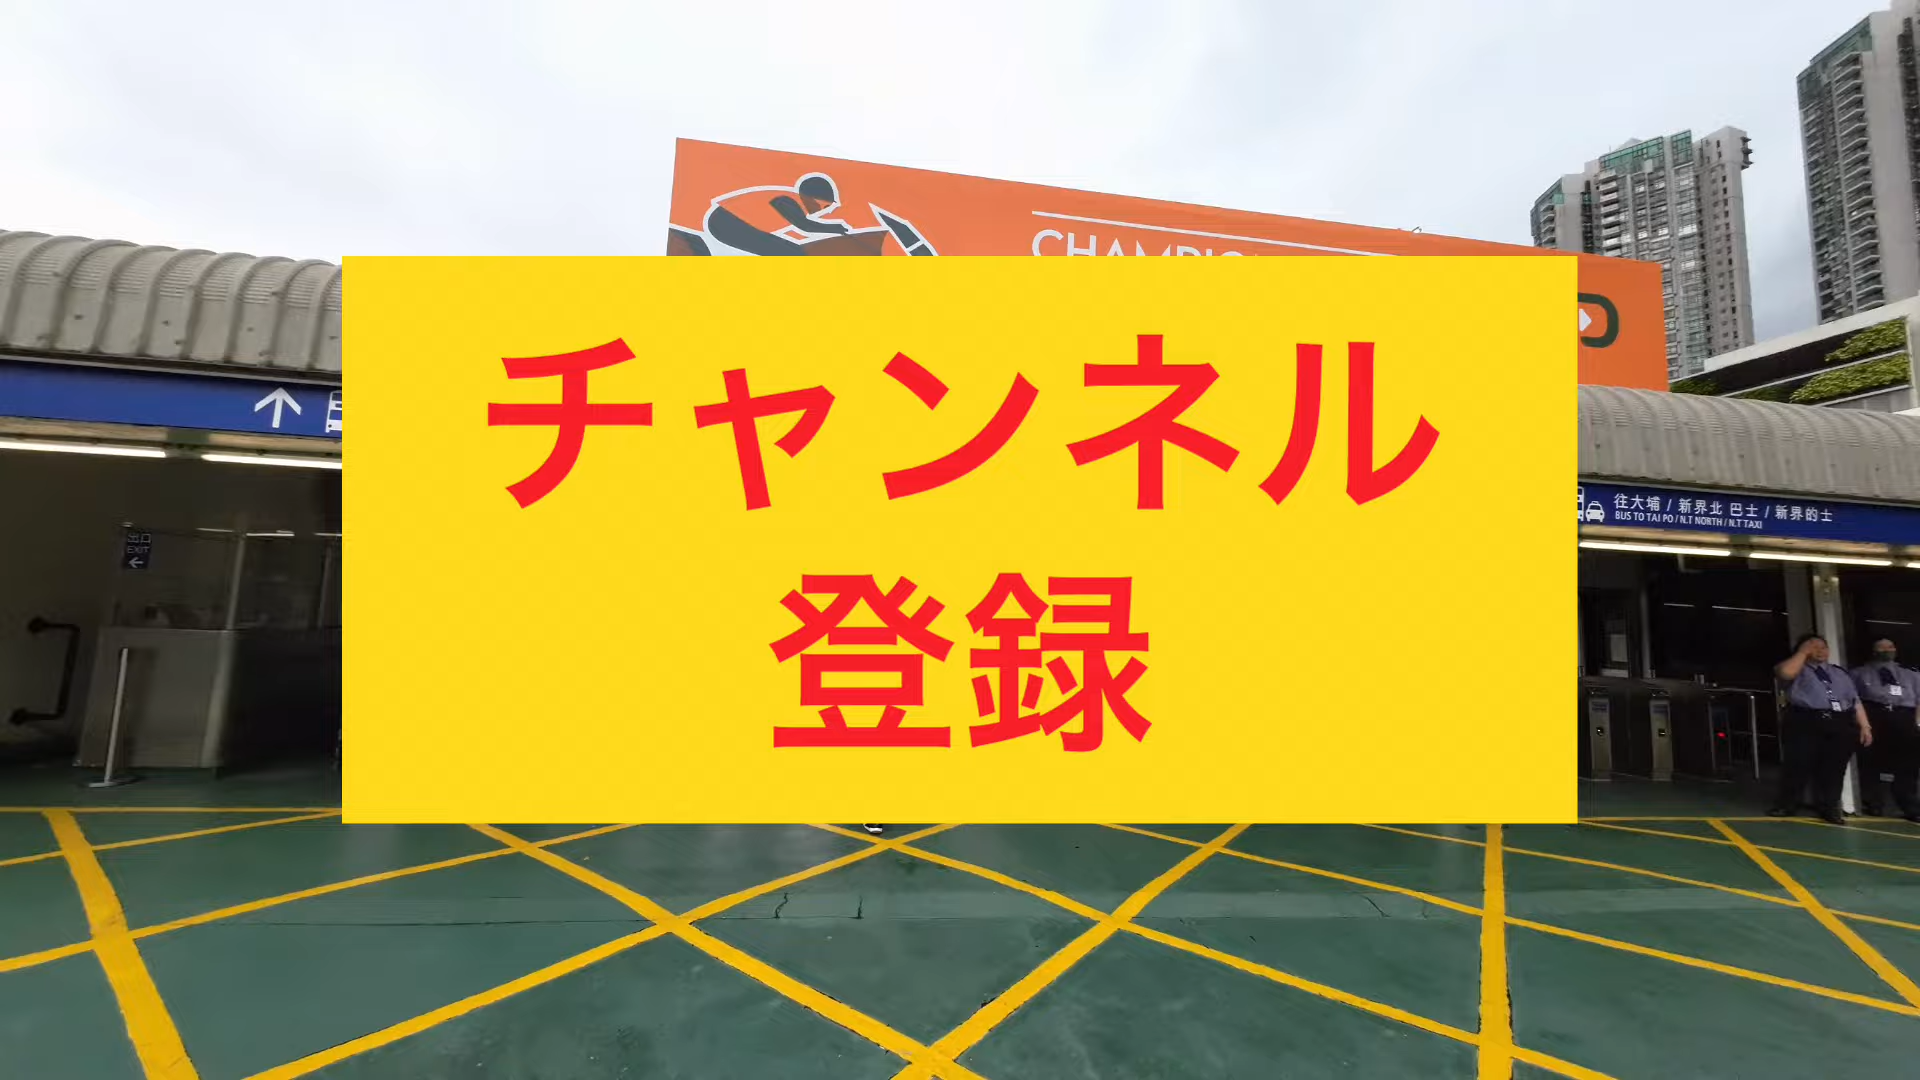 チャンネル
登録
往大埔 / 新界北 巴士 / 新界的士
BUS TO TAI PO / N.T NORTH / N.T TAXI
出口
EXIT